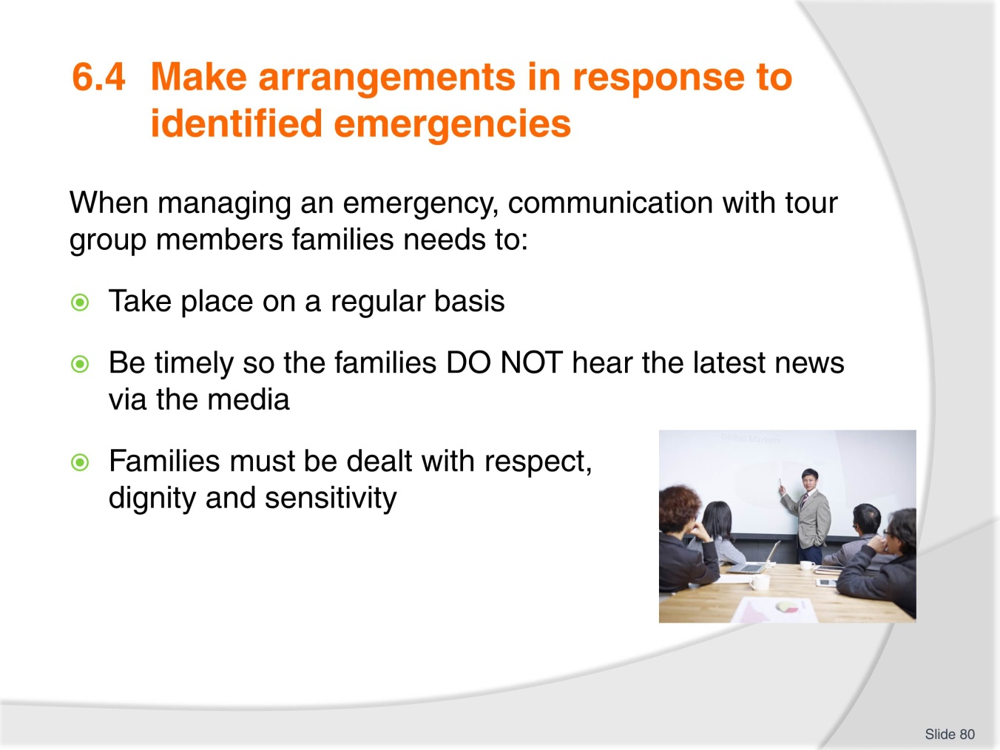 6.4 Make arrangements in response to
identified emergencies
When managing an emergency, communication with tour
group members families needs to:
Take place on a regular basis
Be timely so the families DO NOT hear the latest news
via the media
Families must be dealt with respect,
dignity and sensitivity
Global Markets
Slide 80